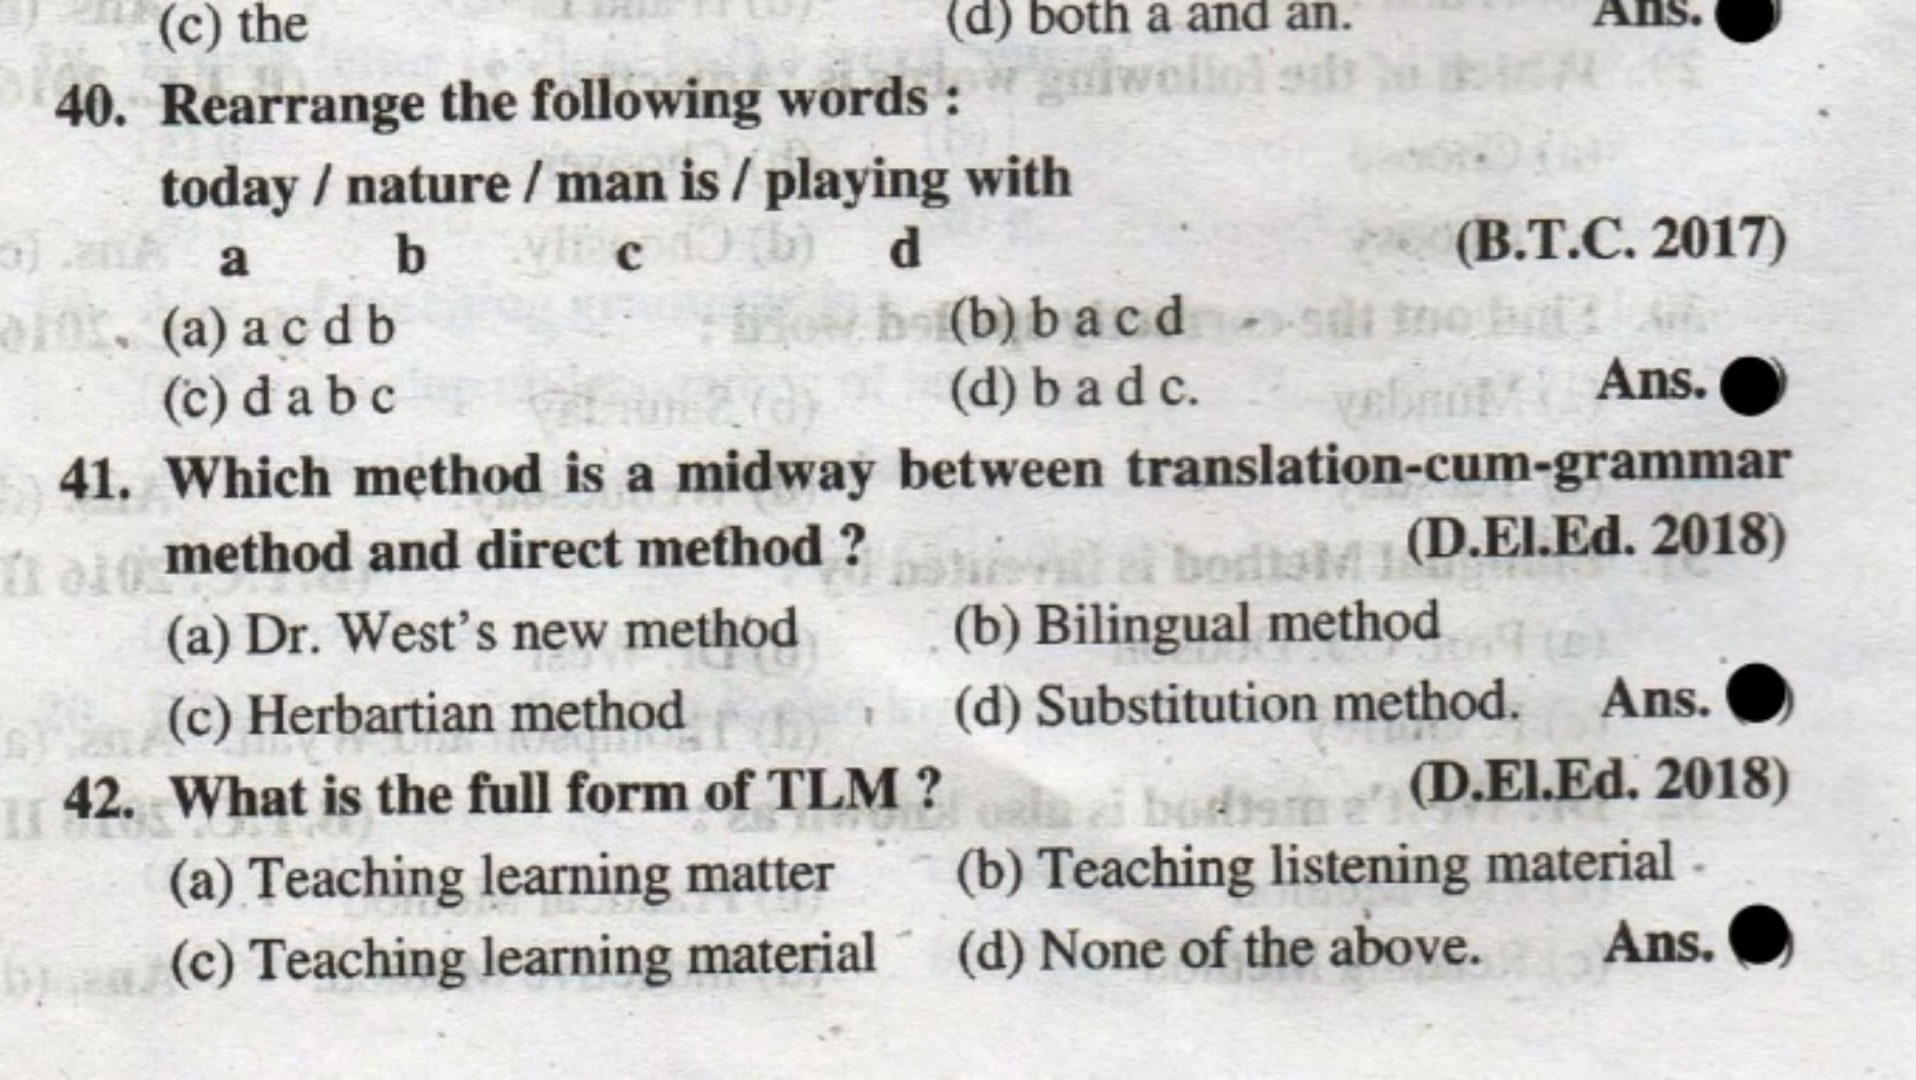 (c) the (d) both a and an. Ans.
40. Rearrange the following words :
today / nature / man is / playing with
a b c d (B.T.C. 2017)
(a) a c d b (b) b a c d
(c) d a b c (d) b a d c. Ans.
41. Which method is a midway between translation-cum-grammar
method and direct method ? (D.El.Ed. 2018)
(a) Dr. West's new method (b) Bilingual method
(c) Herbartian method (d) Substitution method. Ans.
42. What is the full form of TLM ? (D.El.Ed. 2018)
(a) Teaching learning matter (b) Teaching listening material
(c) Teaching learning material (d) None of the above. Ans.